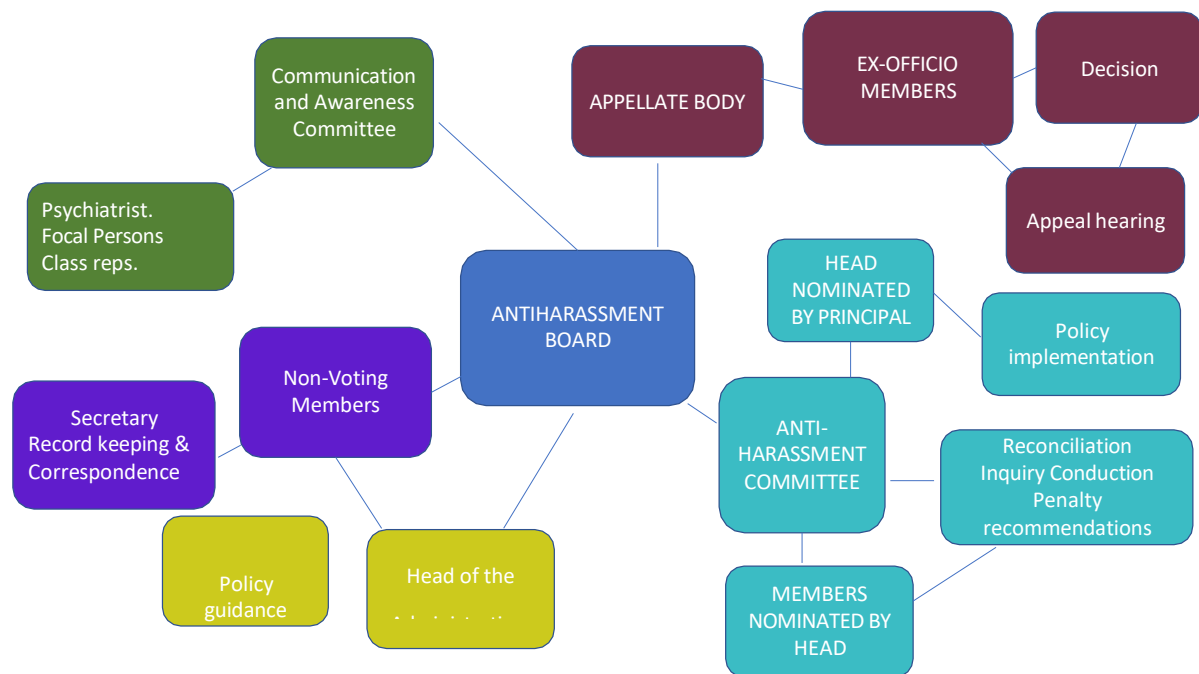 Communication
and Awareness
Committee
APPELLATE BODY
EX-OFFICIO
MEMBERS
Decision
Psychiatrist.
Focal Persons
Class reps.
Appeal hearing
ANTIHARASSMENT
BOARD
HEAD
NOMINATED
BY PRINCIPAL
Policy
implementation
Non-Voting
Members
Secretary
Record keeping &
Correspondence
ANTI-
HARASSMENT
COMMITTEE
Reconciliation
Inquiry Conduction
Penalty
recommendations
Policy
guidance
Head of the
MEMBERS
NOMINATED BY
HEAD